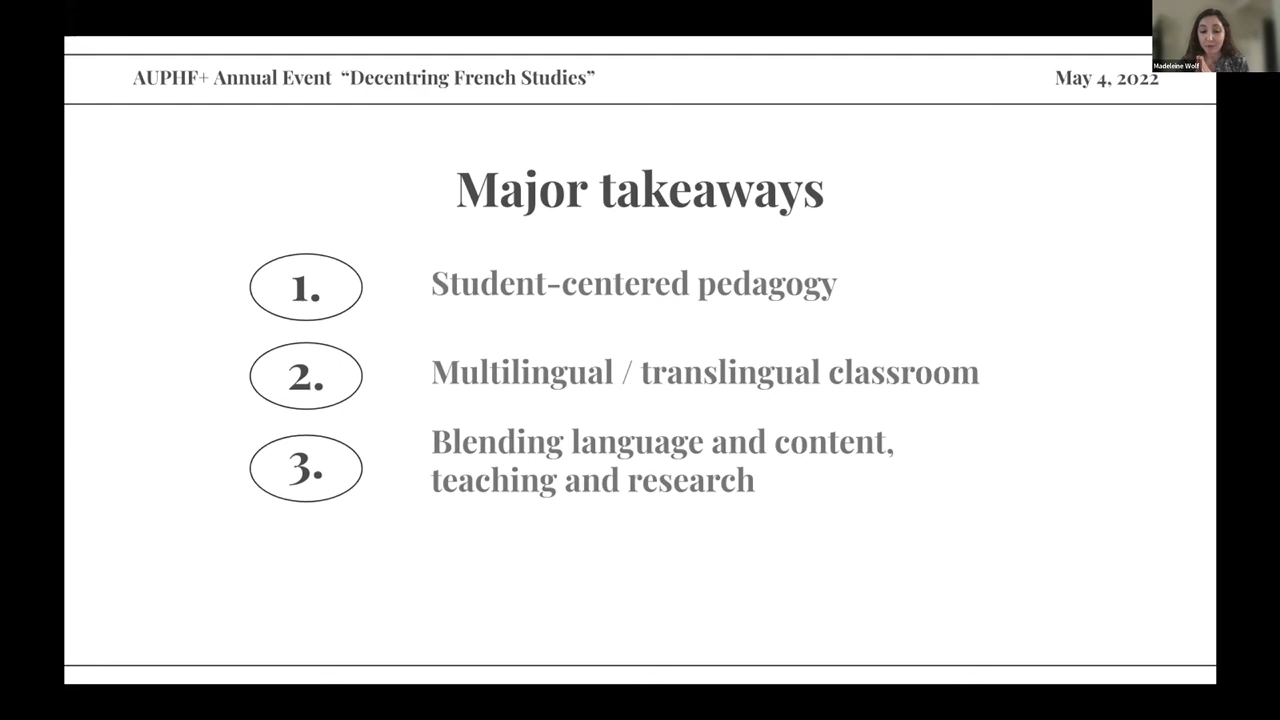 AUPHF+ Annual Event “Decentring French Studies”
May 4, 2022
Madeleine Wolf
Major takeaways
1. Student-centered pedagogy
2. Multilingual / translingual classroom
3. Blending language and content,
teaching and research